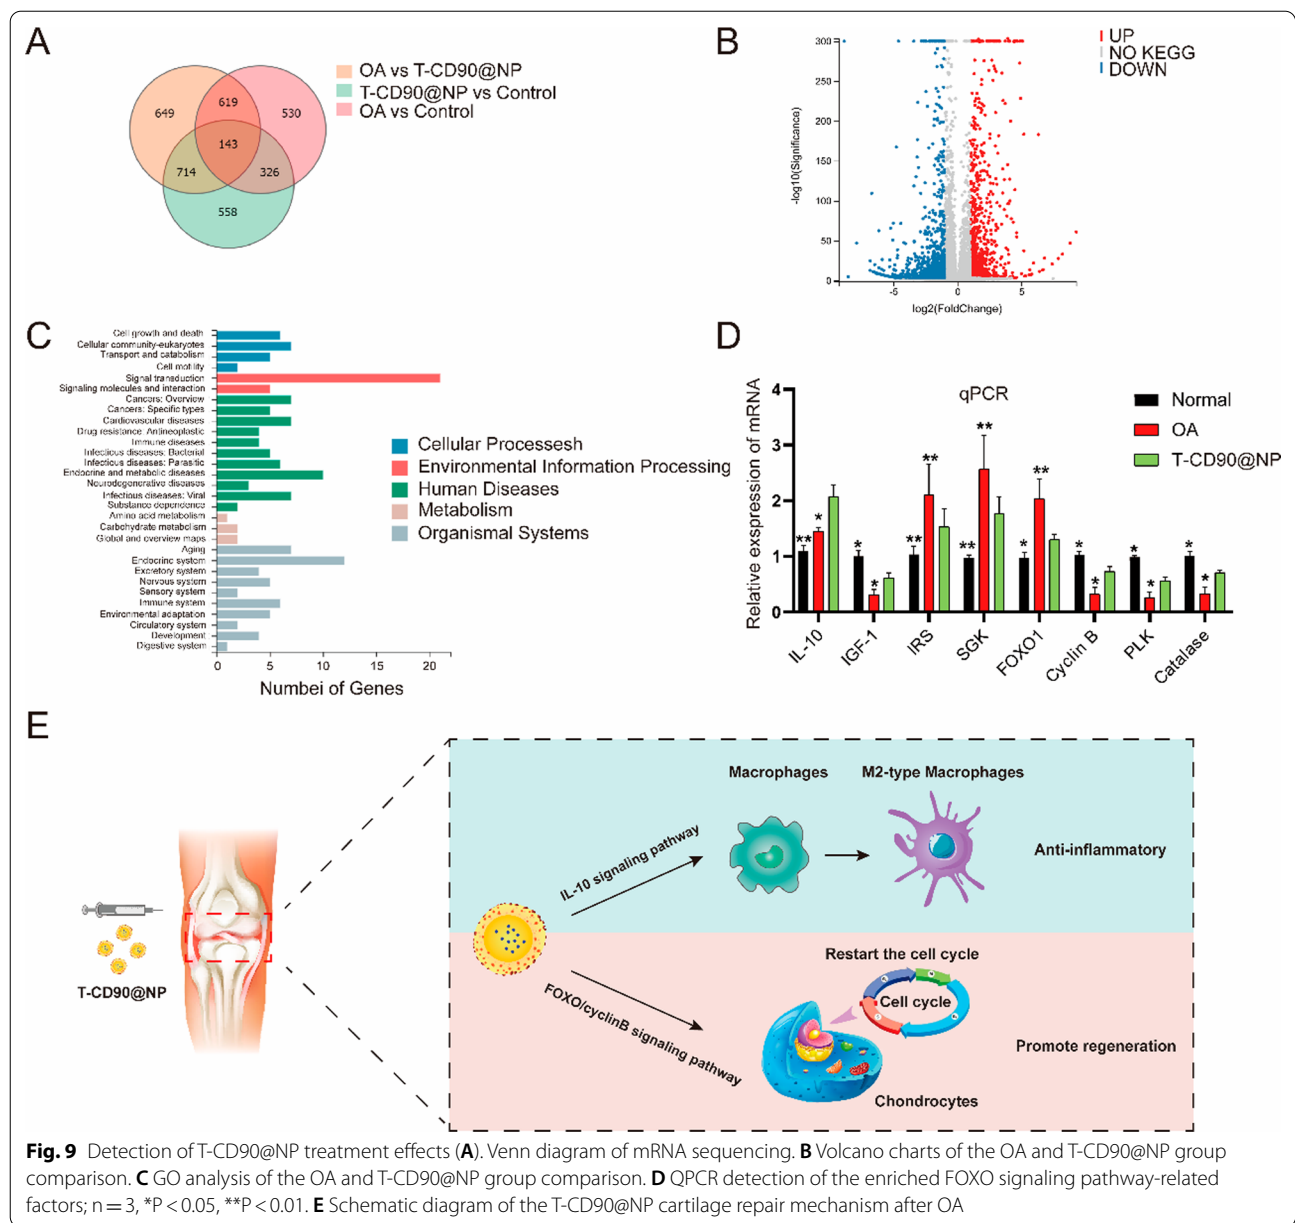 A
OA vs T-CD90@NP
T-CD90@NP vs Control
OA vs Control
649
619
530
143
714
326
558
B
UP
NO KEGG
DOWN
-log10(Significance)
300
250
200
150
100
50
0
-5
0
5
log2(FoldChange)
C
Cell growth and death
Cellular community-eukaryotes
Transport and catabolism
Cell motility
Signal transduction
Signaling molecules and interaction
Cancers: Overview
Cancers: Specific types
Cardiovascular diseases
Drug resistance: Antineoplastic
Immune diseases
Infectious diseases: Bacterial
Infectious diseases: Parasitic
Endocrine and metabolic diseases
Neurodegenerative diseases
Infectious diseases: Viral
Substance dependence
Amino acid metabolism
Carbohydrate metabolism
Global and overview maps
Aging
Endocrine system
Excretory system
Nervous system
Sensory system
Immune system
Environmental adaptation
Circulatory system
Development
Digestive system
0
5
10
15
20
Numbei of Genes
Cellular Processesh
Environmental Information Processing
Human Diseases
Metabolism
Organismal Systems
D
qPCR
Relative exspression of mRNA
4
3
2
1
0
Normal
OA
T-CD90@NP
** * * * ** ** ** ** * ** * * * * * *
IL-10
IGF-1
IRS
SGK
FOXO1
Cyclin B
PLK
Catalase
E
T-CD90@NP
Macrophages
M2-type Macrophages
IL-10 signaling pathway
Anti-inflammatory
FOXO/cyclinB signaling pathway
Restart the cell cycle
Cell cycle
Promote regeneration
Chondrocytes
Fig. 9 Detection of T-CD90@NP treatment effects (A). Venn diagram of mRNA sequencing. B Volcano charts of the OA and T-CD90@NP group
comparison. C GO analysis of the OA and T-CD90@NP group comparison. D QPCR detection of the enriched FOXO signaling pathway-related
factors; n = 3, *P < 0.05, **P < 0.01. E Schematic diagram of the T-CD90@NP cartilage repair mechanism after OA